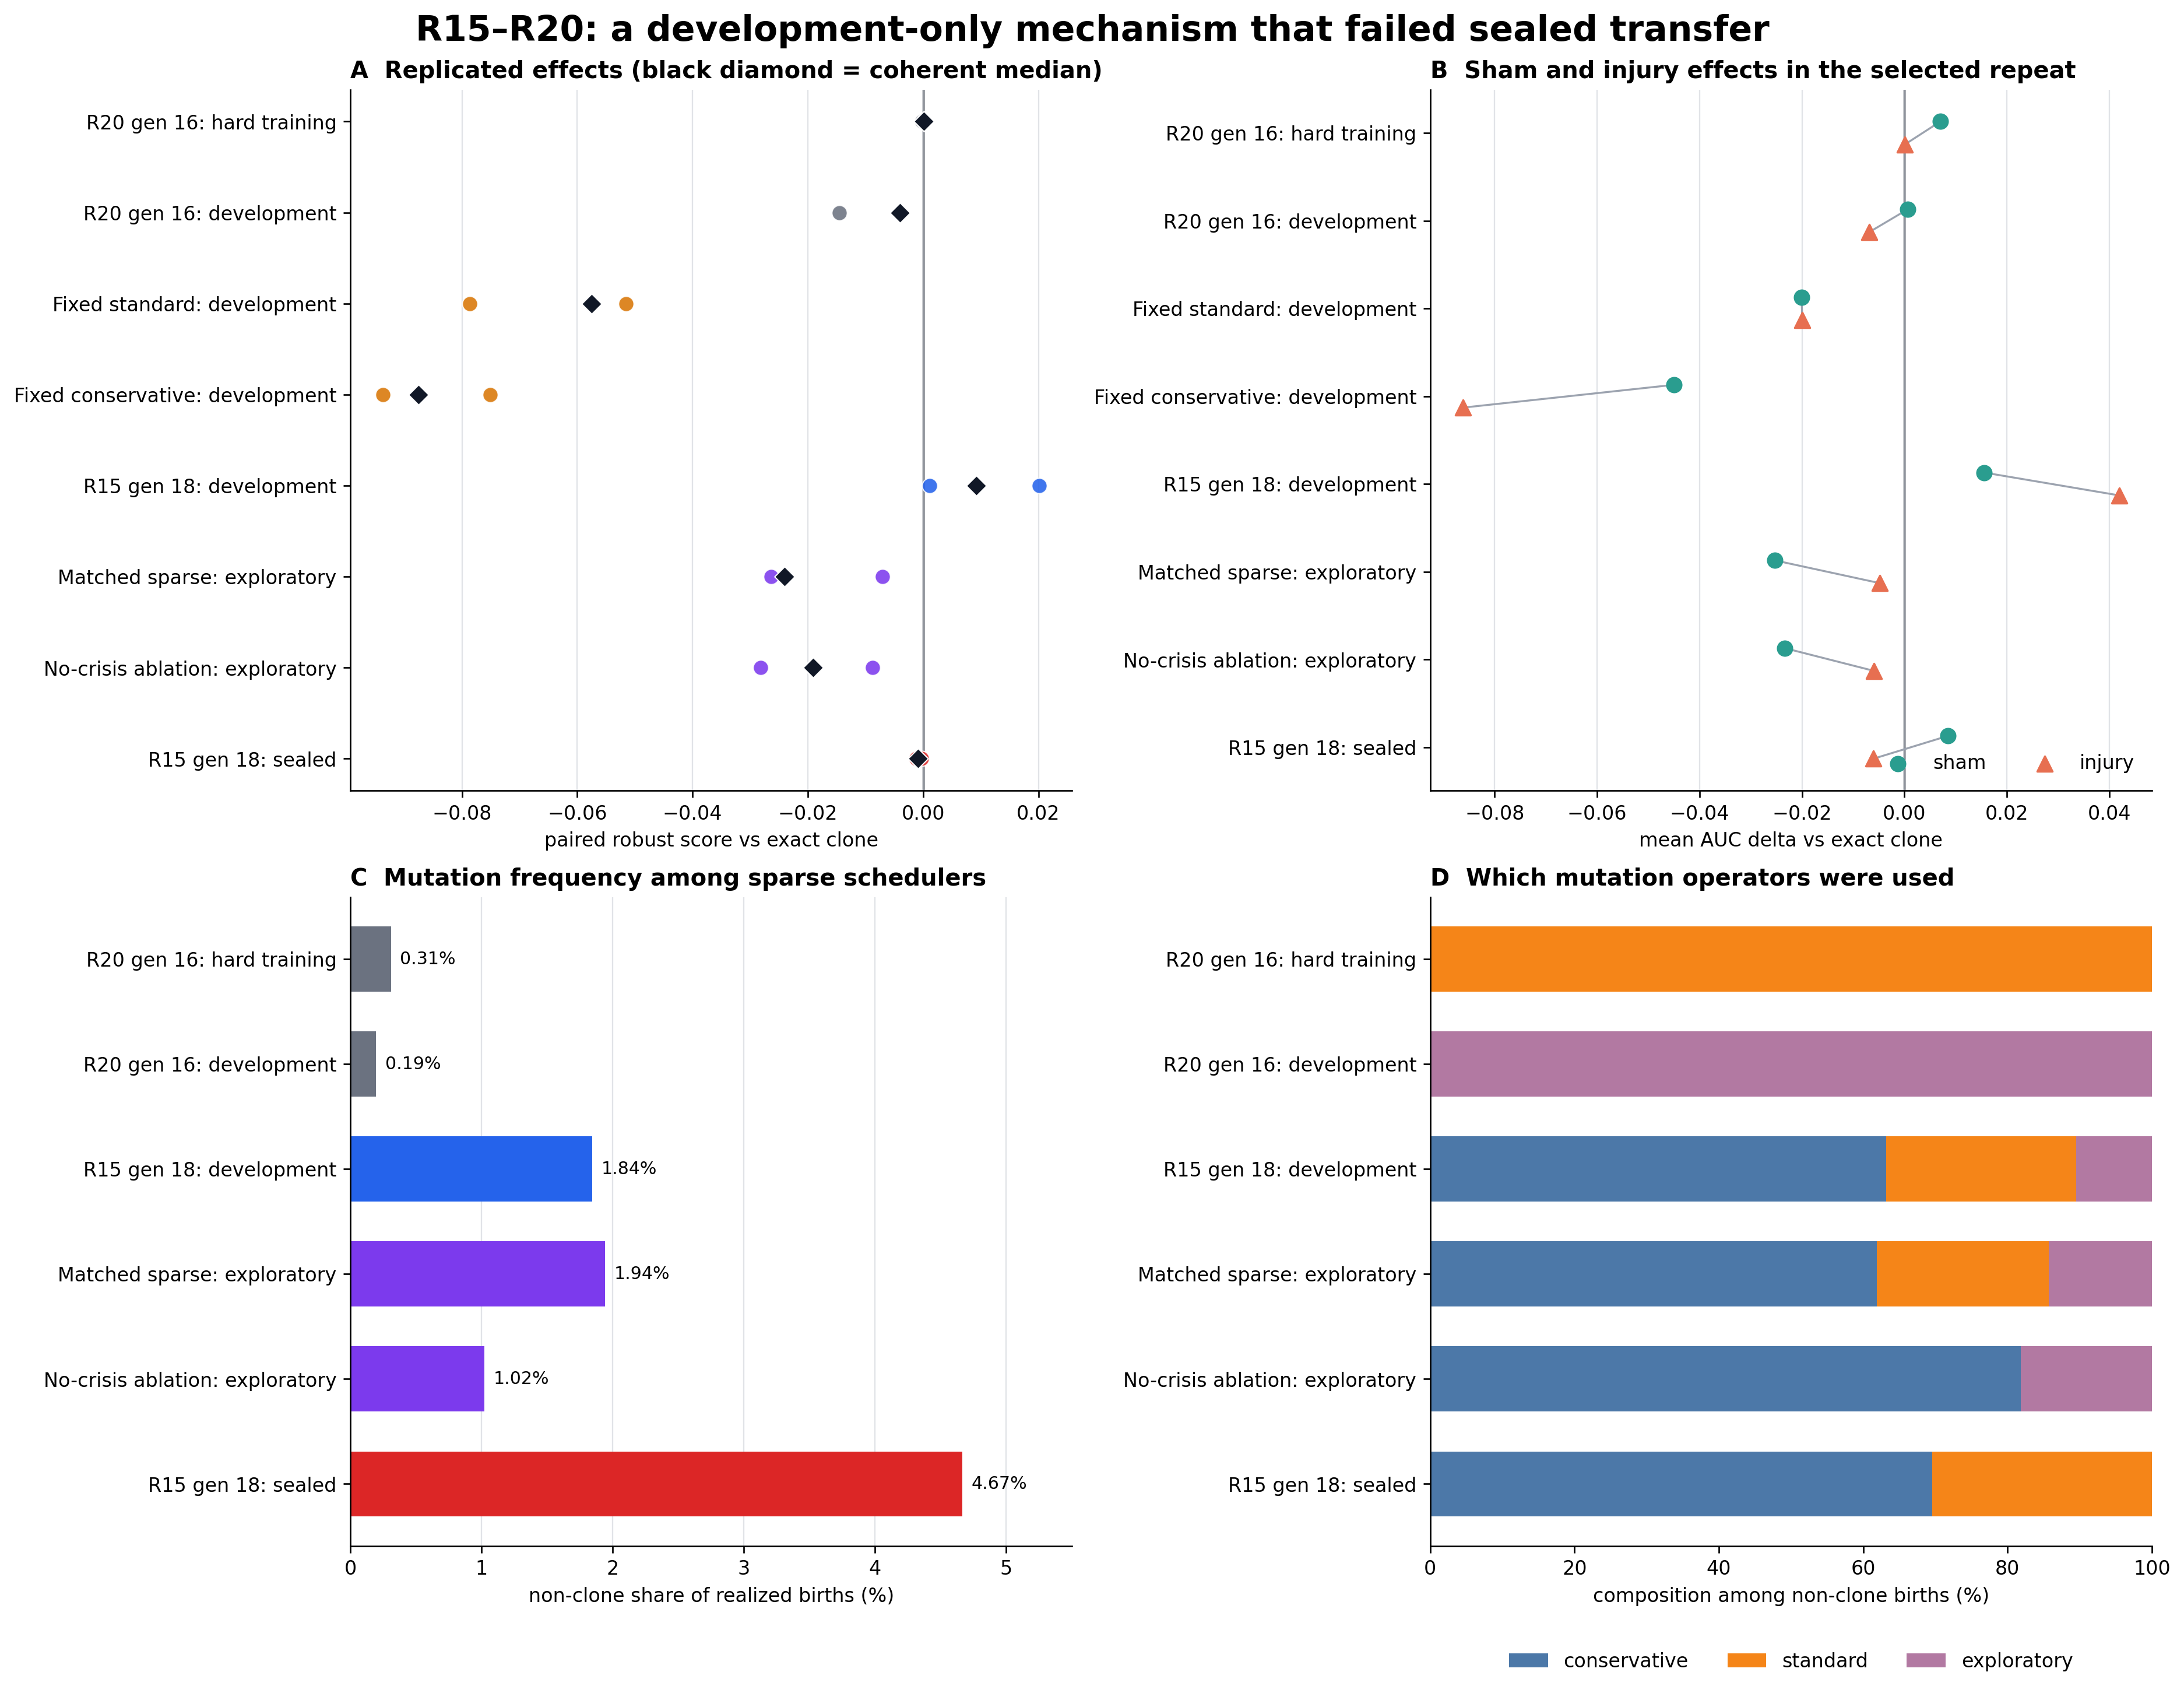 R15–R20: a development-only mechanism that failed sealed transfer
A  Replicated effects (black diamond = coherent median)
R20 gen 16: hard training
R20 gen 16: development
Fixed standard: development
Fixed conservative: development
R15 gen 18: development
Matched sparse: exploratory
No-crisis ablation: exploratory
R15 gen 18: sealed
−0.08 −0.06 −0.04 −0.02 0.00 0.02
paired robust score vs exact clone
B  Sham and injury effects in the selected repeat
R20 gen 16: hard training
R20 gen 16: development
Fixed standard: development
Fixed conservative: development
R15 gen 18: development
Matched sparse: exploratory
No-crisis ablation: exploratory
R15 gen 18: sealed
sham injury
−0.08 −0.06 −0.04 −0.02 0.00 0.02 0.04
mean AUC delta vs exact clone
C  Mutation frequency among sparse schedulers
R20 gen 16: hard training 0.31%
R20 gen 16: development 0.19%
R15 gen 18: development 1.84%
Matched sparse: exploratory 1.94%
No-crisis ablation: exploratory 1.02%
R15 gen 18: sealed 4.67%
0 1 2 3 4 5
non-clone share of realized births (%)
D  Which mutation operators were used
R20 gen 16: hard training
R20 gen 16: development
R15 gen 18: development
Matched sparse: exploratory
No-crisis ablation: exploratory
R15 gen 18: sealed
0 20 40 60 80 100
composition among non-clone births (%)
conservative standard exploratory